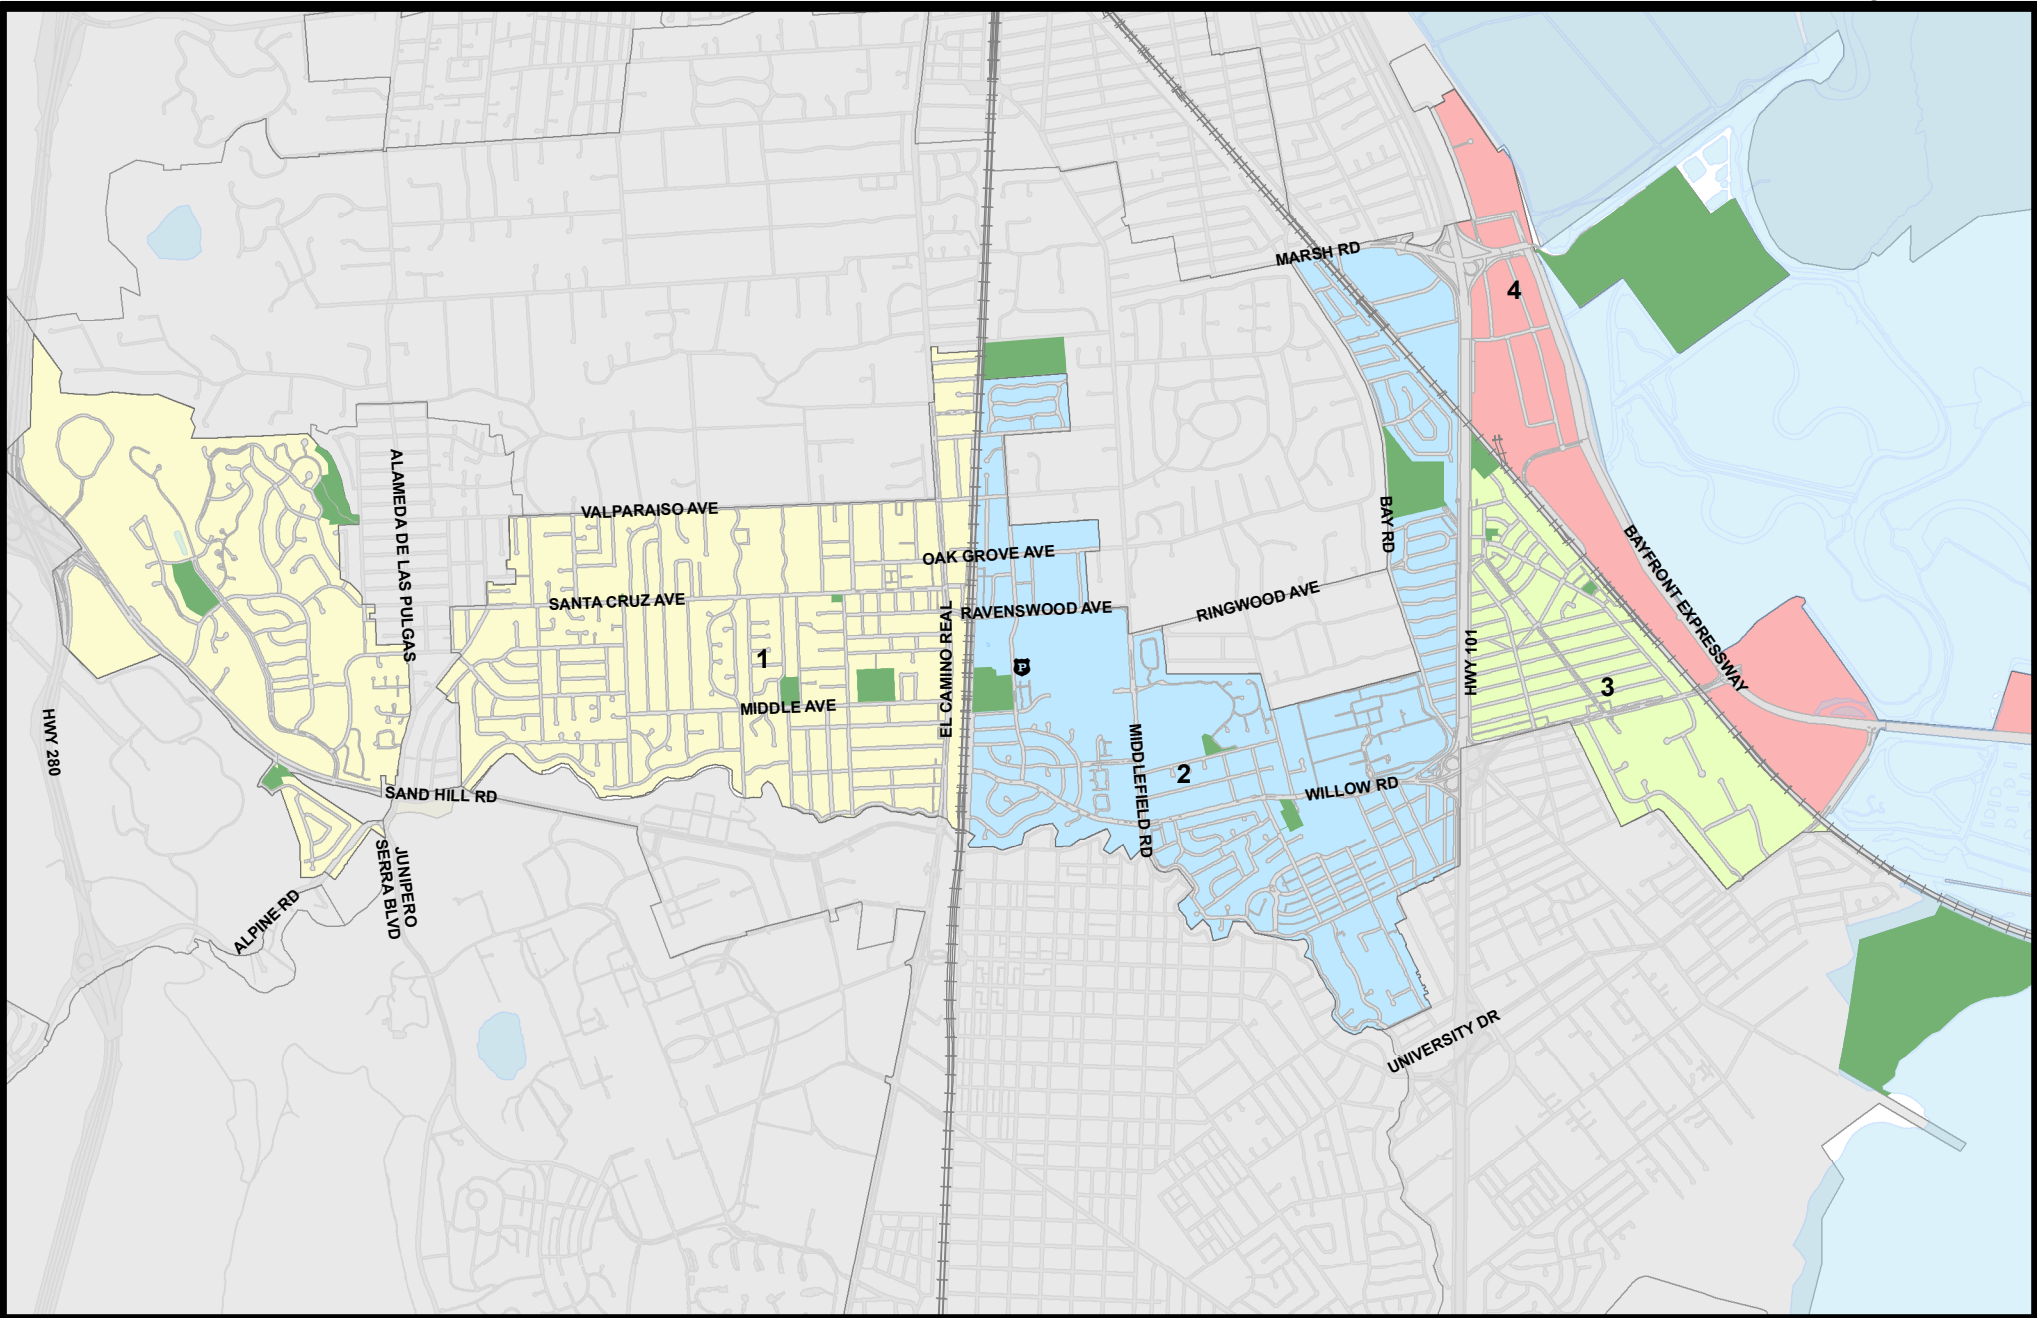 MARSH RD
4
ALAMEDA DE LAS PULGAS
VALPARAISO AVE
BAY RD
OAK GROVE AVE
BAYFRONT EXPRESSWAY
SANTA CRUZ AVE
RAVENSWOOD AVE
RINGWOOD AVE
EL CAMINO REAL
1
P
HWY 101
3
MIDDLE AVE
HWY 280
MIDDLEFIELD RD
2
SAND HILL RD
WILLOW RD
JUNIPERO
SERRA BLVD
ALPINE RD
UNIVERSITY DR